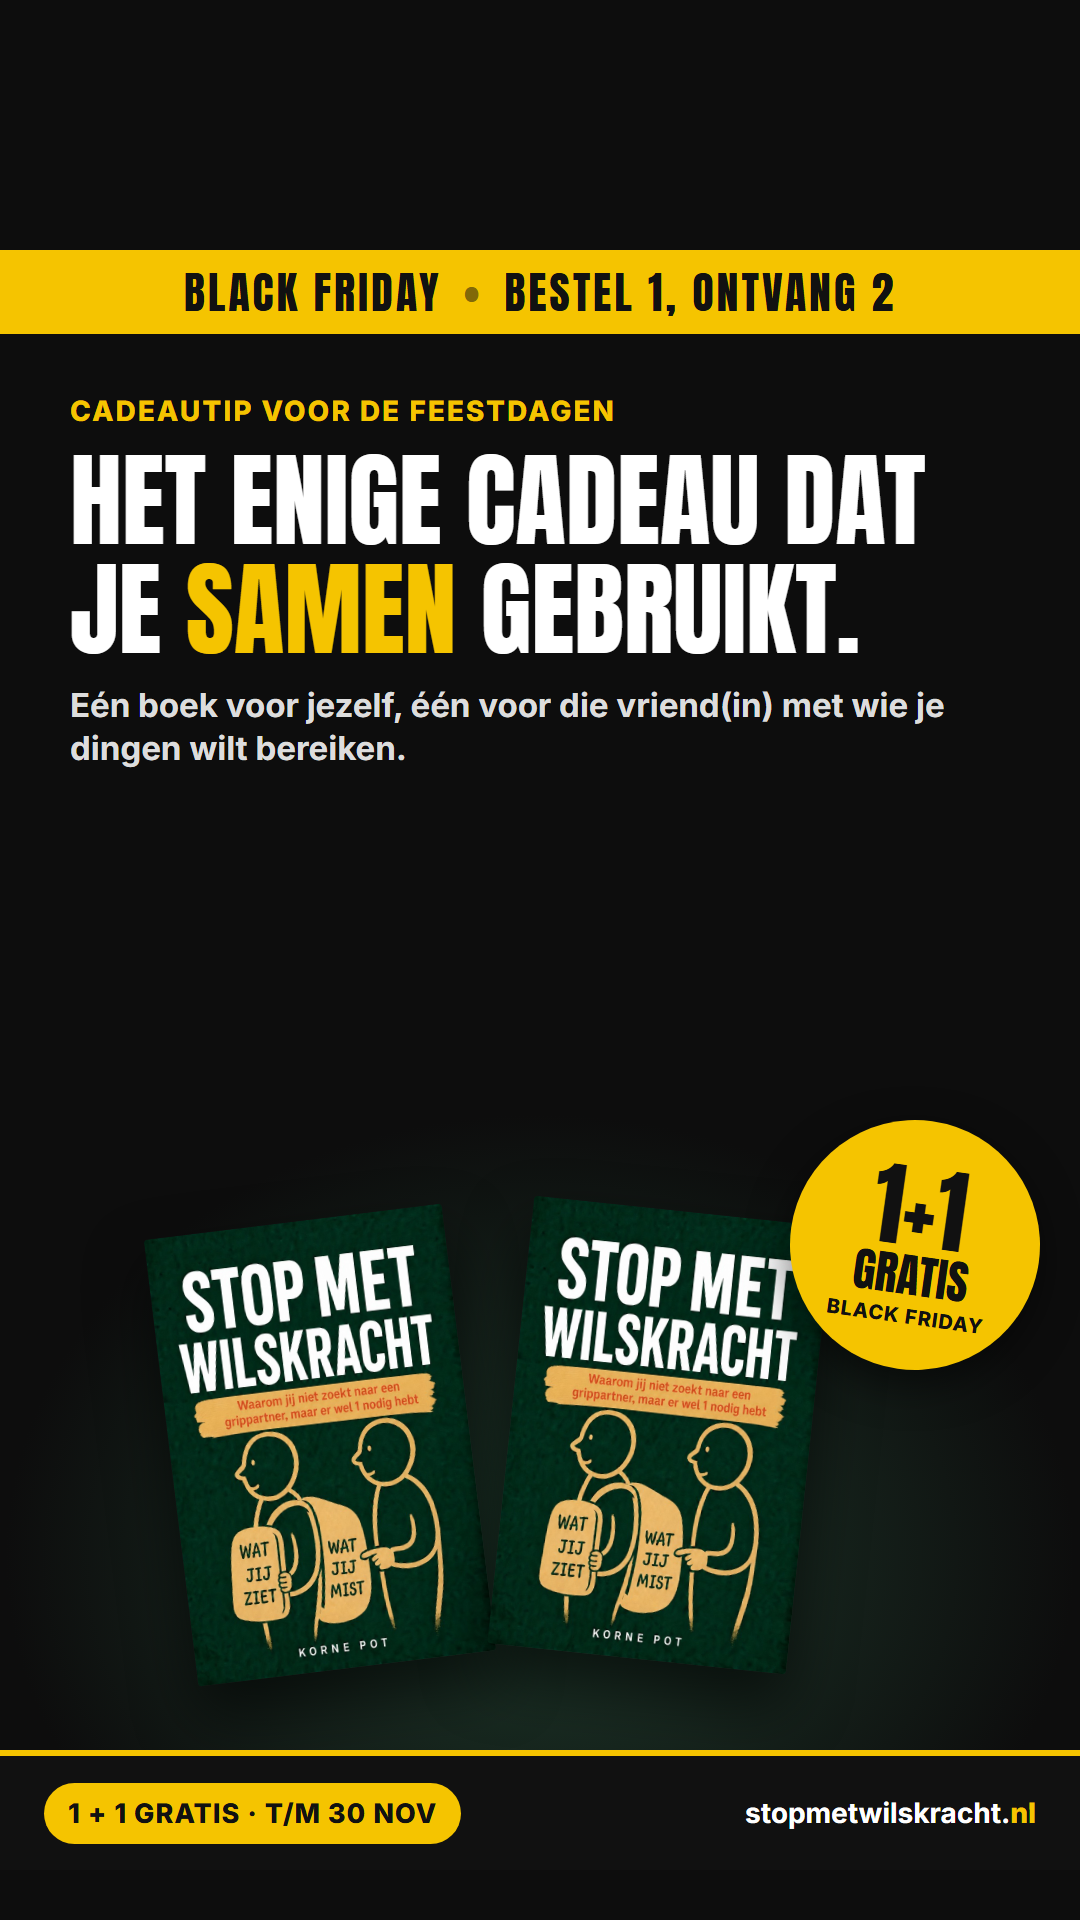 BLACK FRIDAY • BESTEL 1, ONTVANG 2
CADEAUTIP VOOR DE FEESTDAGEN
HET ENIGE CADEAU DAT
JE SAMEN GEBRUIKT.
Eén boek voor jezelf, één voor die vriend(in) met wie je
dingen wilt bereiken.
1+1
GRATIS
BLACK FRIDAY
STOP MET
WILSKRACHT
Waarom jij niet zoekt naar een
grippartner, maar er wel 1 nodig hebt
WAT
JIJ
ZIET
WAT
JIJ
MIST
KORNE POT
STOP MET
WILSKRACHT
Waarom jij niet zoekt naar een
grippartner, maar er wel 1 nodig hebt
WAT
JIJ
ZIET
WAT
JIJ
MIST
KORNE POT
1 + 1 GRATIS · T/M 30 NOV
stopmetwilskracht.nl